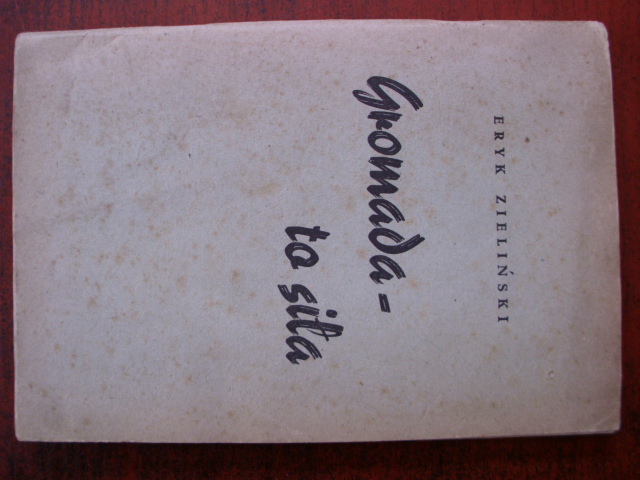 ERYK ZIELIŃSKI
Gromada =
to siła